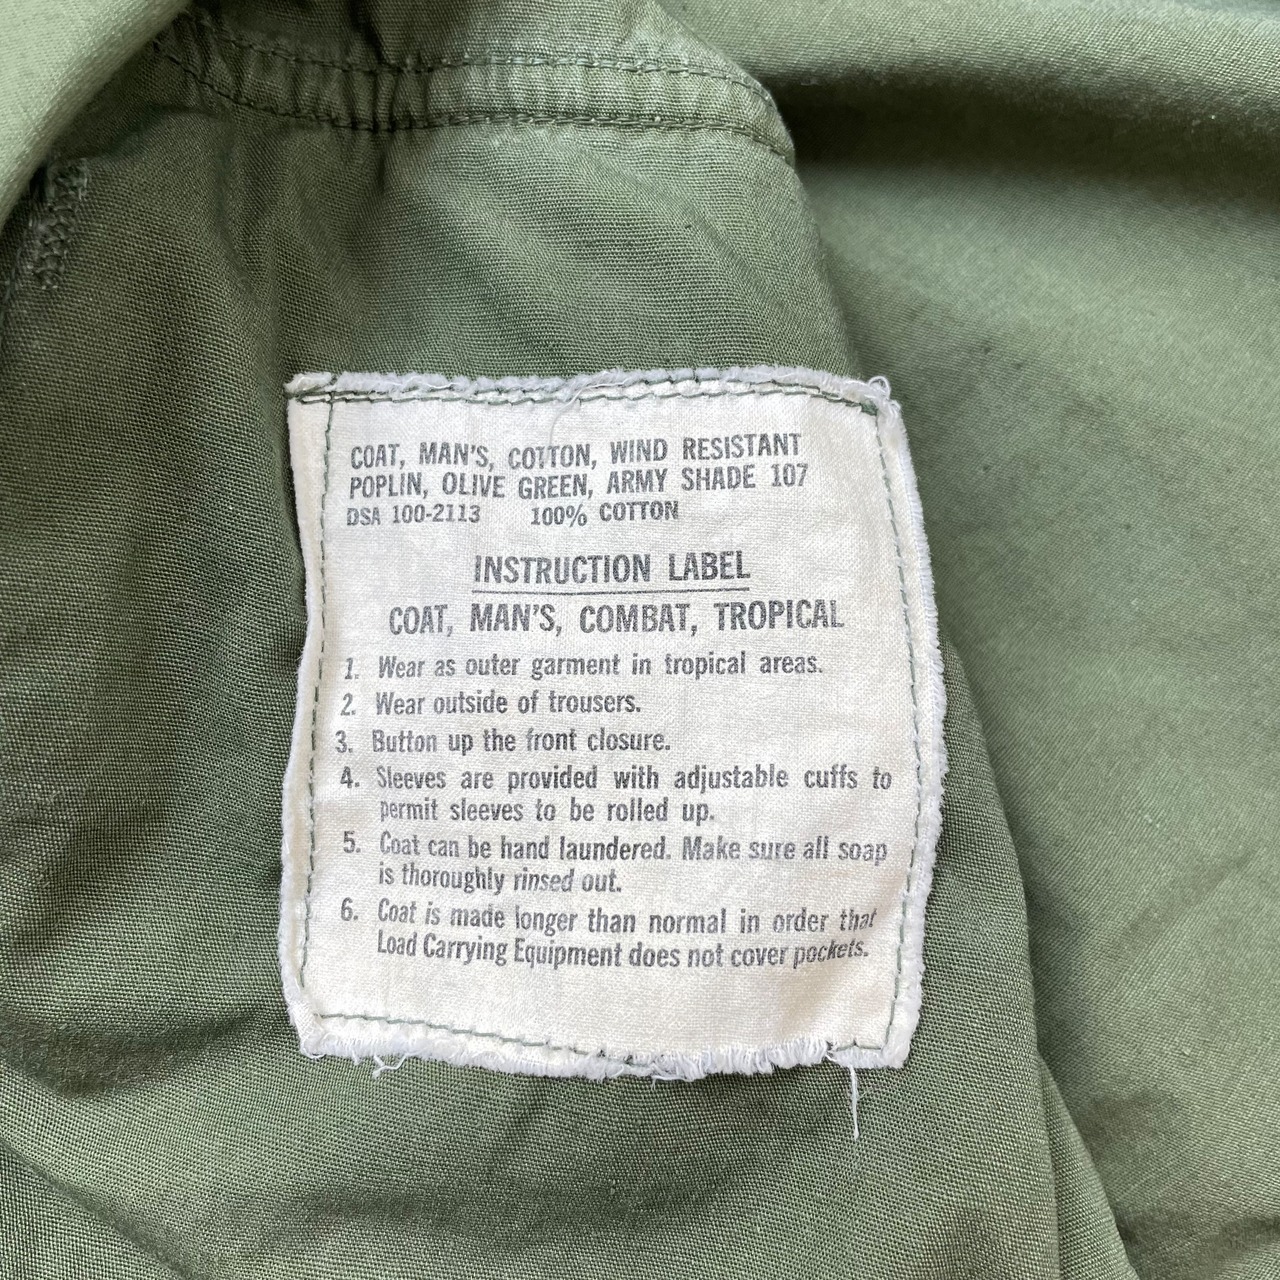 COAT, MAN'S, COTTON, WIND RESISTANT
POPLIN, OLIVE GREEN, ARMY SHADE 107
DSA 100-2113 100% COTTON
INSTRUCTION LABEL
COAT, MAN'S, COMBAT, TROPICAL
1. Wear as outer garment in tropical areas.
2. Wear outside of trousers.
3. Button up the front closure.
4. Sleeves are provided with adjustable cuffs to
permit sleeves to be rolled up.
5. Coat can be hand laundered. Make sure all soap
is thoroughly rinsed out.
6. Coat is made longer than normal in order that
Load Carrying Equipment does not cover pockets.